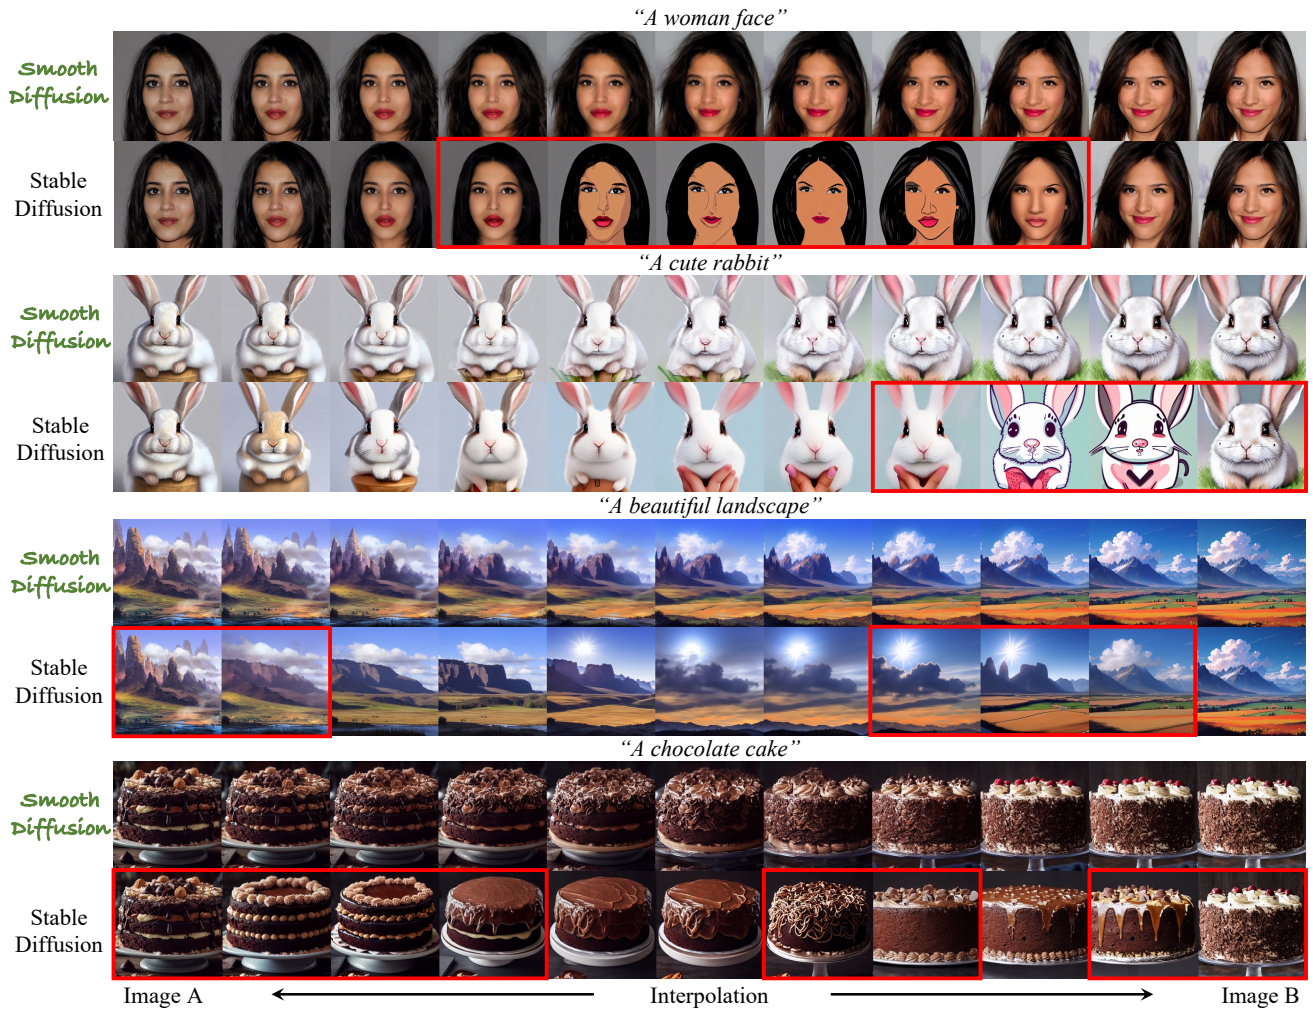 “A woman face”
Smooth
Diffusion
Stable
Diffusion
“A cute rabbit”
Smooth
Diffusion
Stable
Diffusion
“A beautiful landscape”
Smooth
Diffusion
Stable
Diffusion
“A chocolate cake”
Smooth
Diffusion
Stable
Diffusion
Image A
Interpolation
Image B